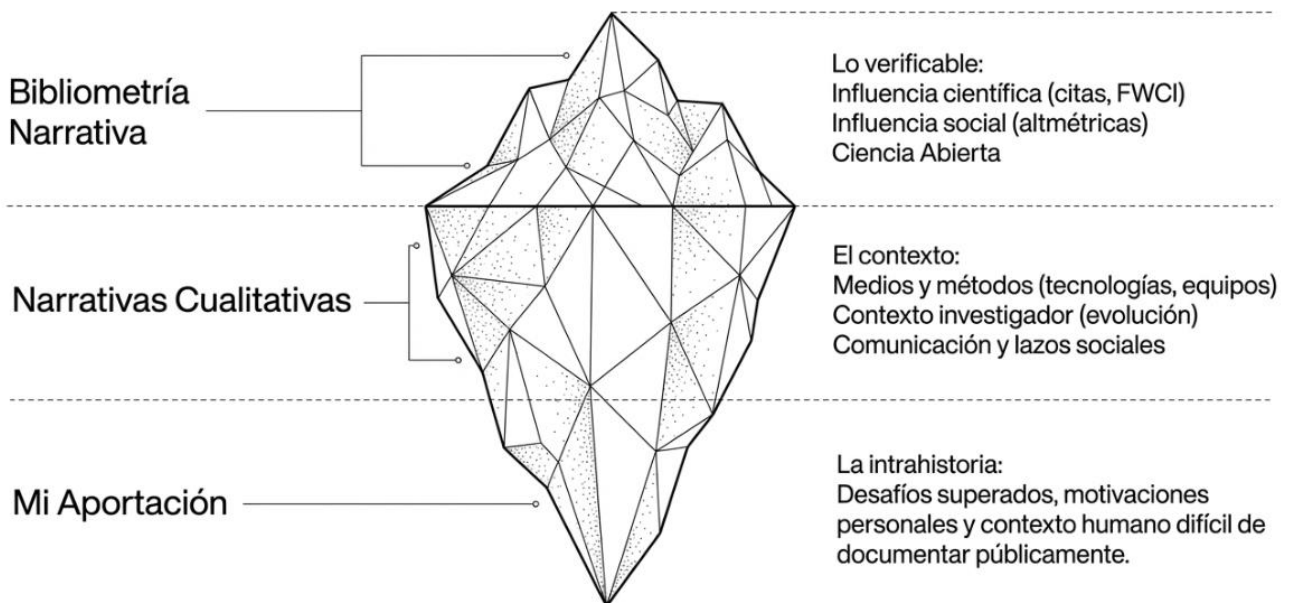 Bibliometría
Narrativa
Lo verificable:
Influencia científica (citas, FWCI)
Influencia social (altmétricas)
Ciencia Abierta
Narrativas Cualitativas
El contexto:
Medios y métodos (tecnologías, equipos)
Contexto investigador (evolución)
Comunicación y lazos sociales
Mi Aportación
La intrahistoria:
Desafíos superados, motivaciones
personales y contexto humano difícil de
documentar públicamente.